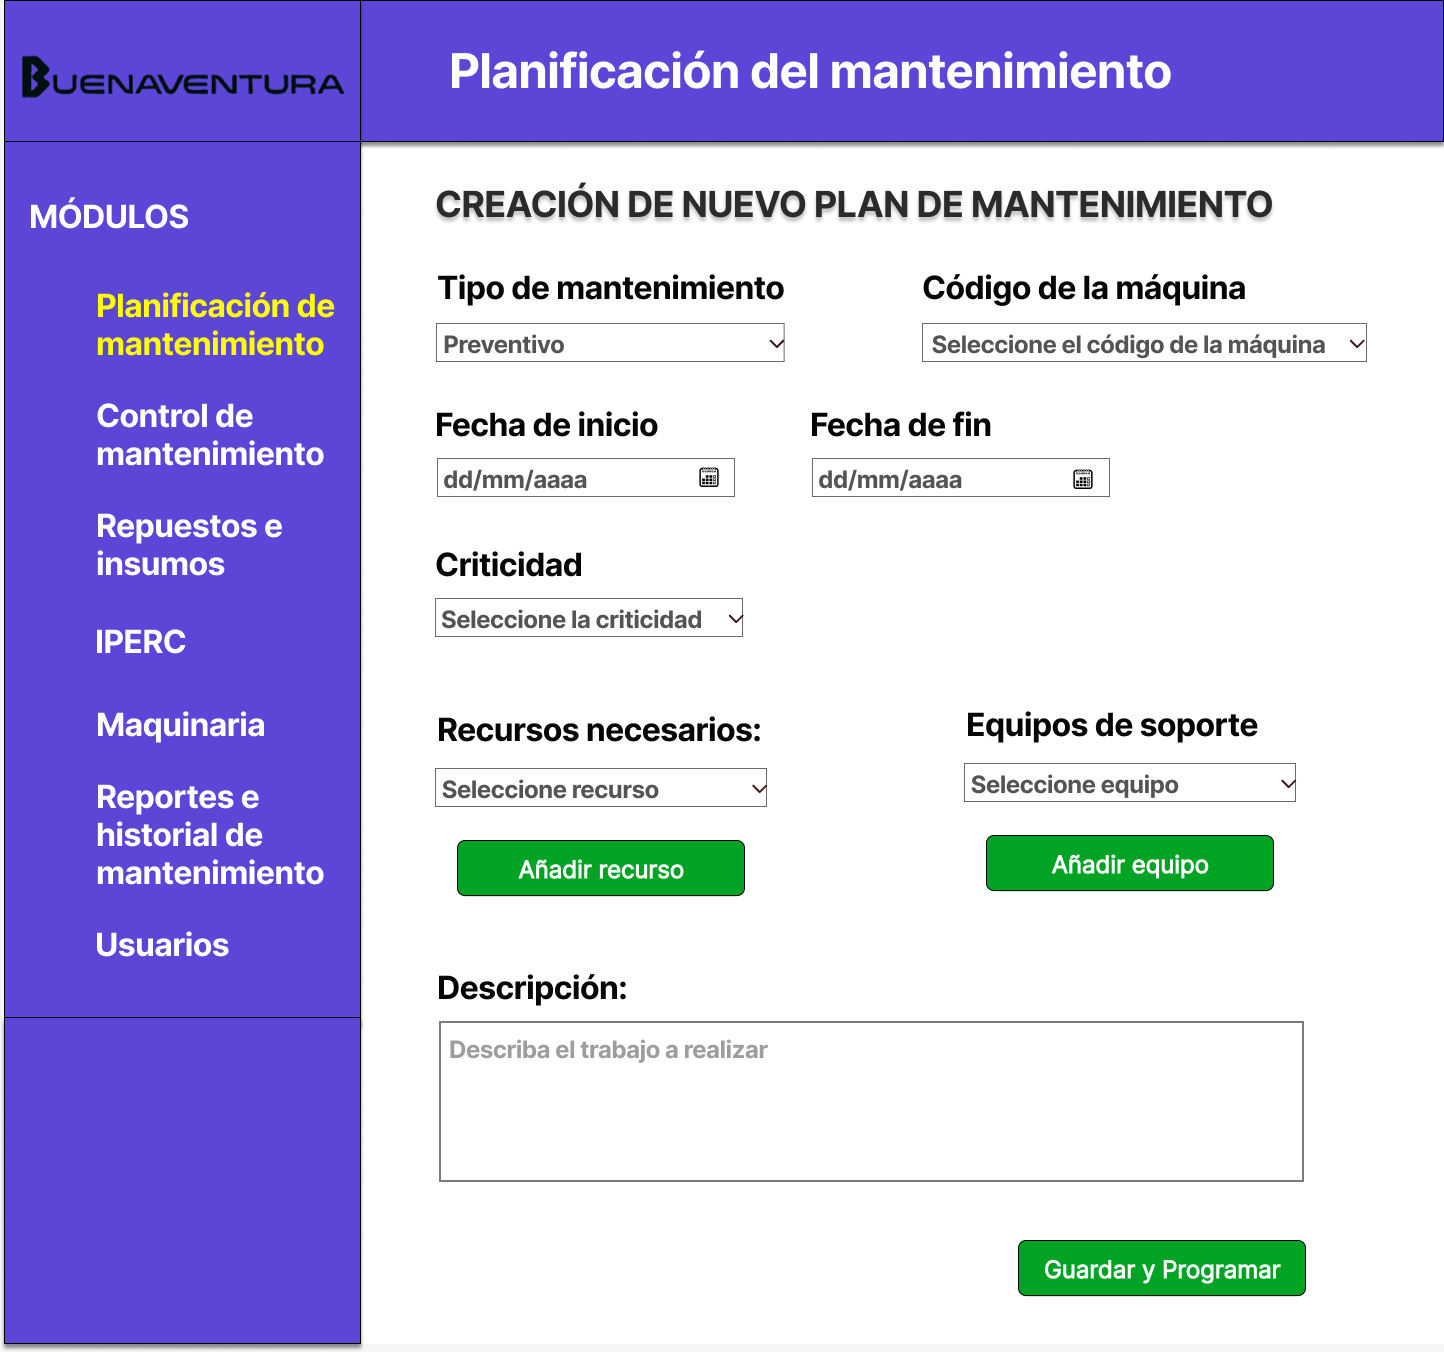 BUENAVENTURA
Planificación del mantenimiento
MÓDULOS
Planificación de
mantenimiento
Control de
mantenimiento
Repuestos e
insumos
IPERC
Maquinaria
Reportes e
historial de
mantenimiento
Usuarios
CREACIÓN DE NUEVO PLAN DE MANTENIMIENTO
Tipo de mantenimiento
Preventivo
Código de la máquina
Seleccione el código de la máquina
Fecha de inicio
dd/mm/aaaa
Fecha de fin
dd/mm/aaaa
Criticidad
Seleccione la criticidad
Recursos necesarios:
Seleccione recurso
Añadir recurso
Equipos de soporte
Seleccione equipo
Añadir equipo
Descripción:
Describa el trabajo a realizar
Guardar y Programar